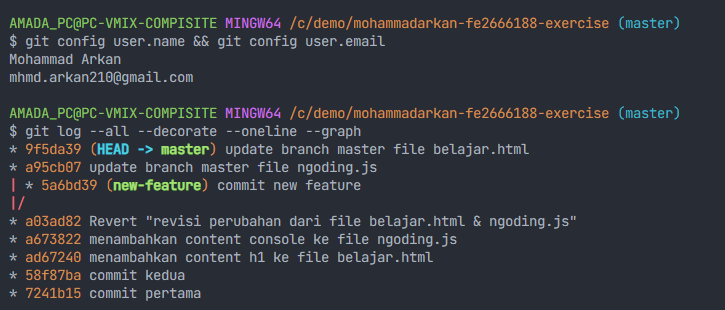 AMADA_PC@PC-VMIX-COMPISITE MINGW64 /c/demo/mohammadarkan-fe2666188-exercise (master)
$ git config user.name && git config user.email
Mohammad Arkan
mhmd.arkan210@gmail.com

AMADA_PC@PC-VMIX-COMPISITE MINGW64 /c/demo/mohammadarkan-fe2666188-exercise (master)
$ git log --all --decorate --oneline --graph
* 9f5da39 (HEAD -> master) update branch master file belajar.html
* a95cb07 update branch master file ngoding.js
| * 5a6bd39 (new-feature) commit new feature
|/
* a03ad82 Revert "revisi perubahan dari file belajar.html & ngoding.js"
* a673822 menambahkan content console ke file ngoding.js
* ad67240 menambahkan content h1 ke file belajar.html
* 58f87ba commit kedua
* 7241b15 commit pertama